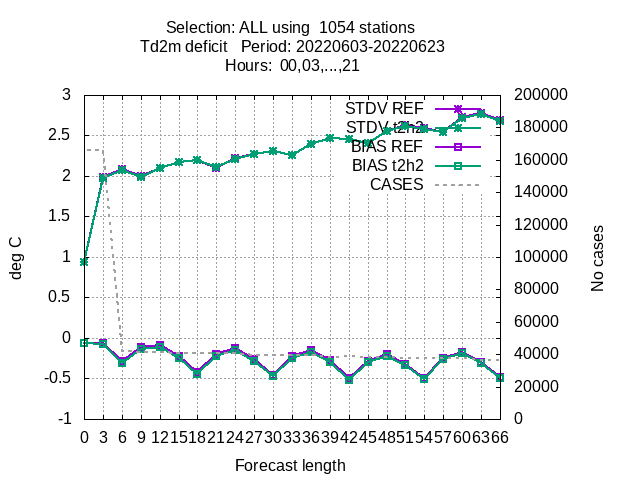 Selection: ALL using  1054 stations
Td2m deficit   Period: 20220603-20220623
Hours:  00,03,...,21
3
2.5
2
1.5
1
0.5
0
-0.5
-1
deg C
STDV REF
STDV t2h2
BIAS REF
BIAS t2h2
CASES
200000
180000
160000
140000
120000
100000
80000
60000
40000
20000
0
No cases
0 3 6 9 12 15 18 21 24 27 30 33 36 39 42 45 48 51 54 57 60 63 66
Forecast length